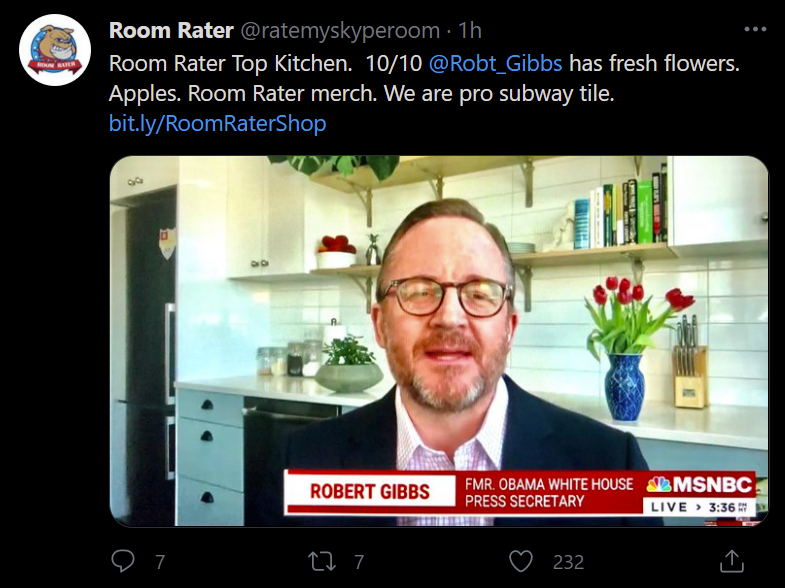 Room Rater @ratemyskyperoom · 1h
Room Rater Top Kitchen. 10/10 @Robt_Gibbs has fresh flowers.
Apples. Room Rater merch. We are pro subway tile.
bit.ly/RoomRaterShop
ROOM RATER
ROBERT GIBBS
FMR. OBAMA WHITE HOUSE
PRESS SECRETARY
MSNBC
LIVE > 3:36 PM
7 7 232